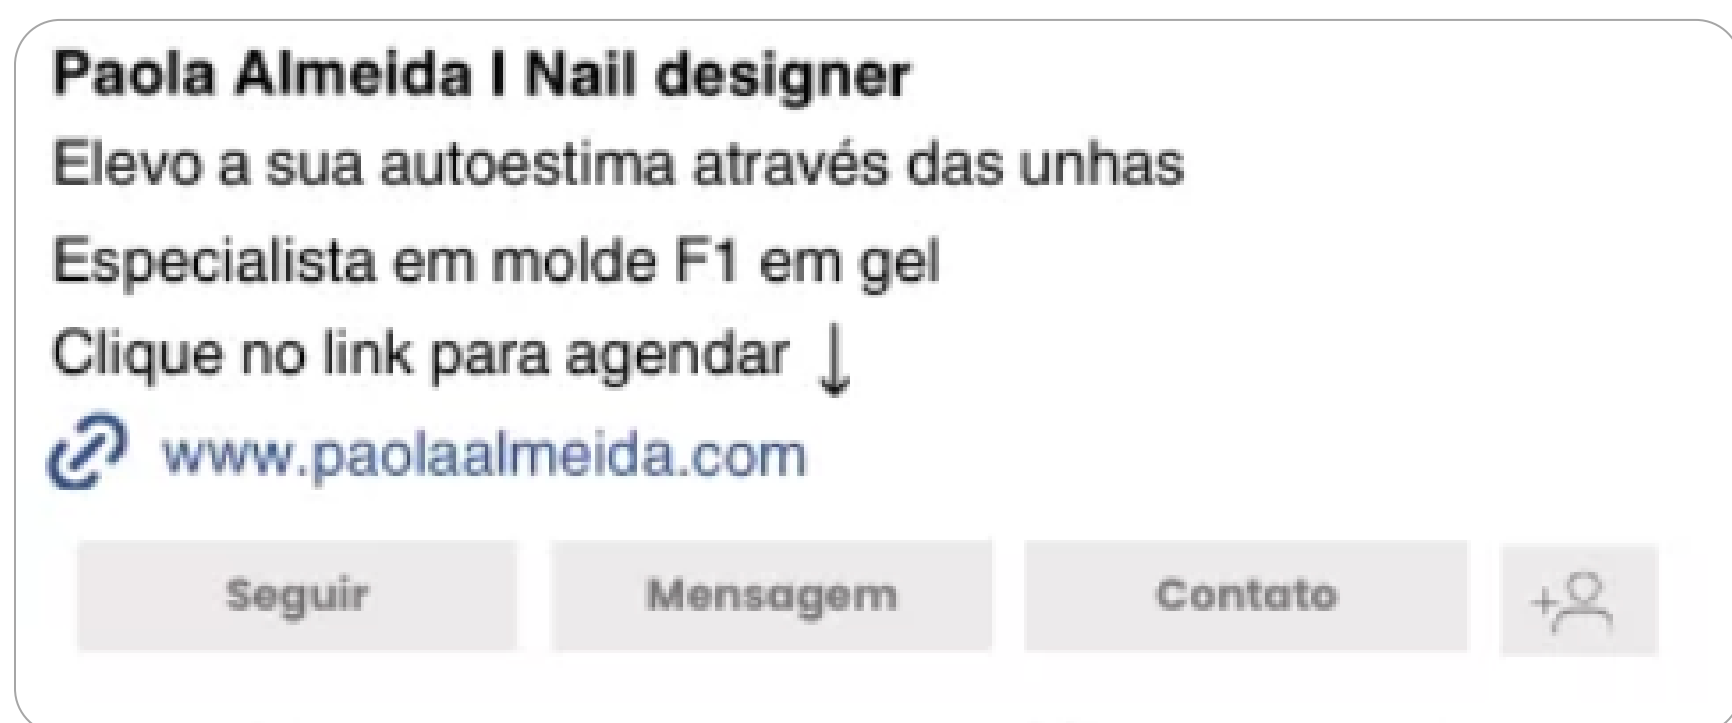 Paola Almeida I Nail designer
Elevo a sua autoestima através das unhas
Especialista em molde F1 em gel
Clique no link para agendar ↓
www.paolaalmeida.com
Seguir Mensagem Contato